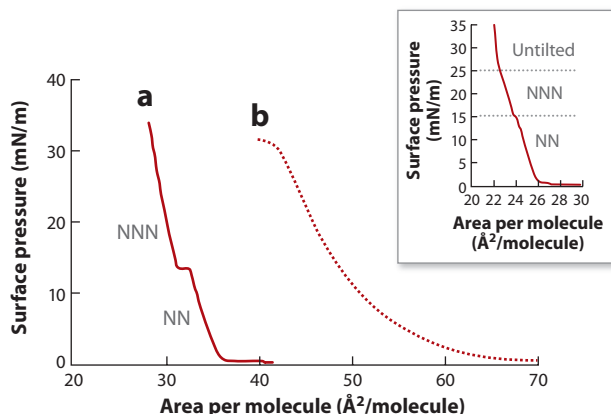 a
b
NNN
NN
40
30
20
10
0
Surface pressure (mN/m)
20
30
40
50
60
70
Area per molecule (Å²/molecule)
35
30
25
20
15
10
5
0
Surface pressure
(mN/m)
Untilted
NNN
NN
20 22 24 26 28 30
Area per molecule
(Å²/molecule)